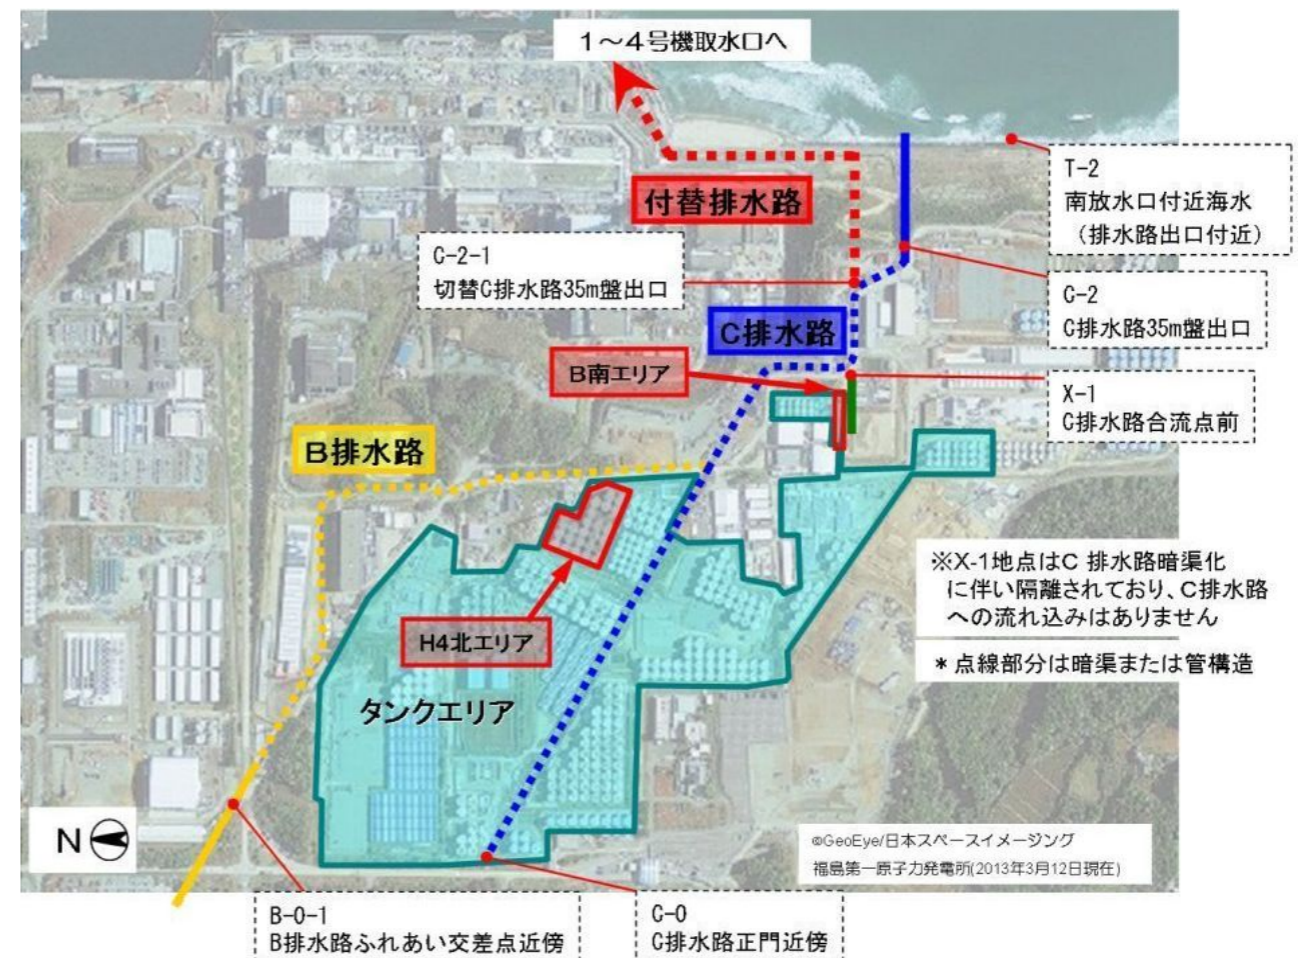 1～4号機取水口へ
付替排水路
T-2
南放水口付近海水
（排水路出口付近）
C-2-1
切替C排水路35m盤出口
C-2
C排水路35m盤出口
C排水路
B南エリア
X-1
C排水路合流点前
B排水路
※X-1地点はC 排水路暗渠化
に伴い隔離されており、C排水路
への流れ込みはありません
H4北エリア
＊点線部分は暗渠または管構造
タンクエリア
N
©GeoEye/日本スペースイメージング
福島第一原子力発電所(2013年3月12日現在)
B-0-1
B排水路ふれあい交差点近傍
C-0
C排水路正門近傍